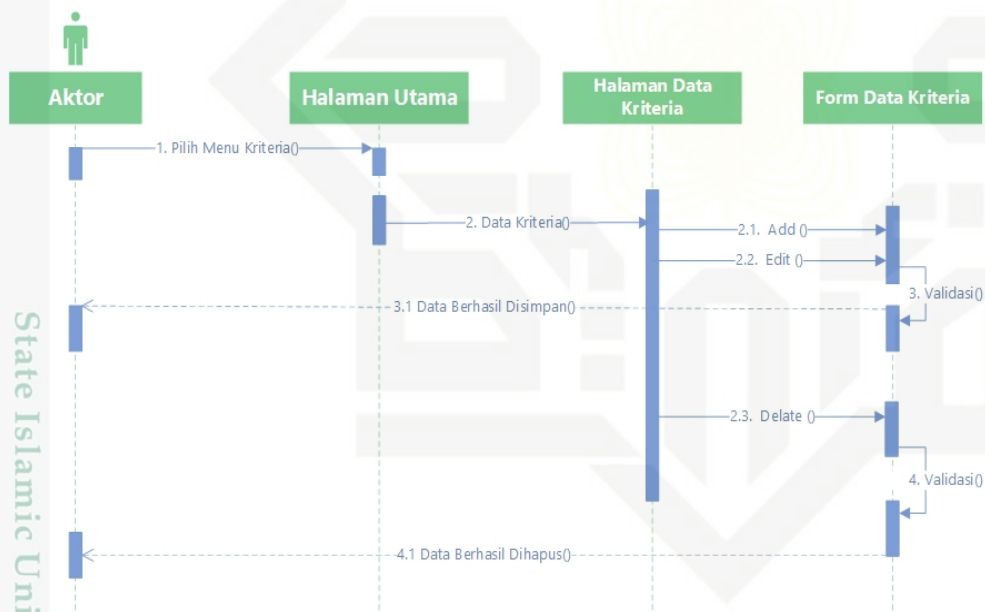 Aktor
Halaman Utama
Halaman Data
Kriteria
Form Data Kriteria
1. Pilih Menu Kriteria()
2. Data Kriteria()
2.1. Add ()
2.2. Edit ()
3. Validasi()
3.1 Data Berhasil Disimpan()
2.3. Delate ()
4. Validasi()
4.1 Data Berhasil Dihapus()
State Islamic Uni